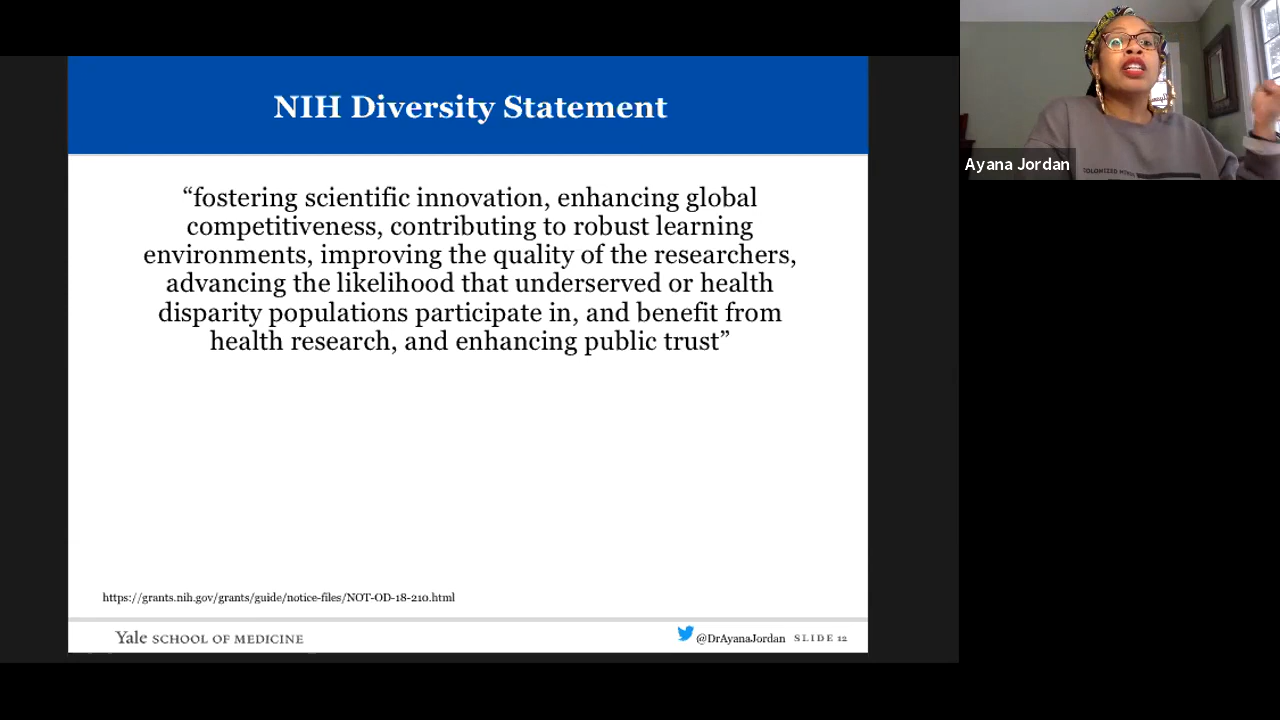 NIH Diversity Statement
“fostering scientific innovation, enhancing global
competitiveness, contributing to robust learning
environments, improving the quality of the researchers,
advancing the likelihood that underserved or health
disparity populations participate in, and benefit from
health research, and enhancing public trust”
https://grants.nih.gov/grants/guide/notice-files/NOT-OD-18-210.html
Yale SCHOOL OF MEDICINE
@DrAyanaJordan SLIDE 12
Ayana Jordan